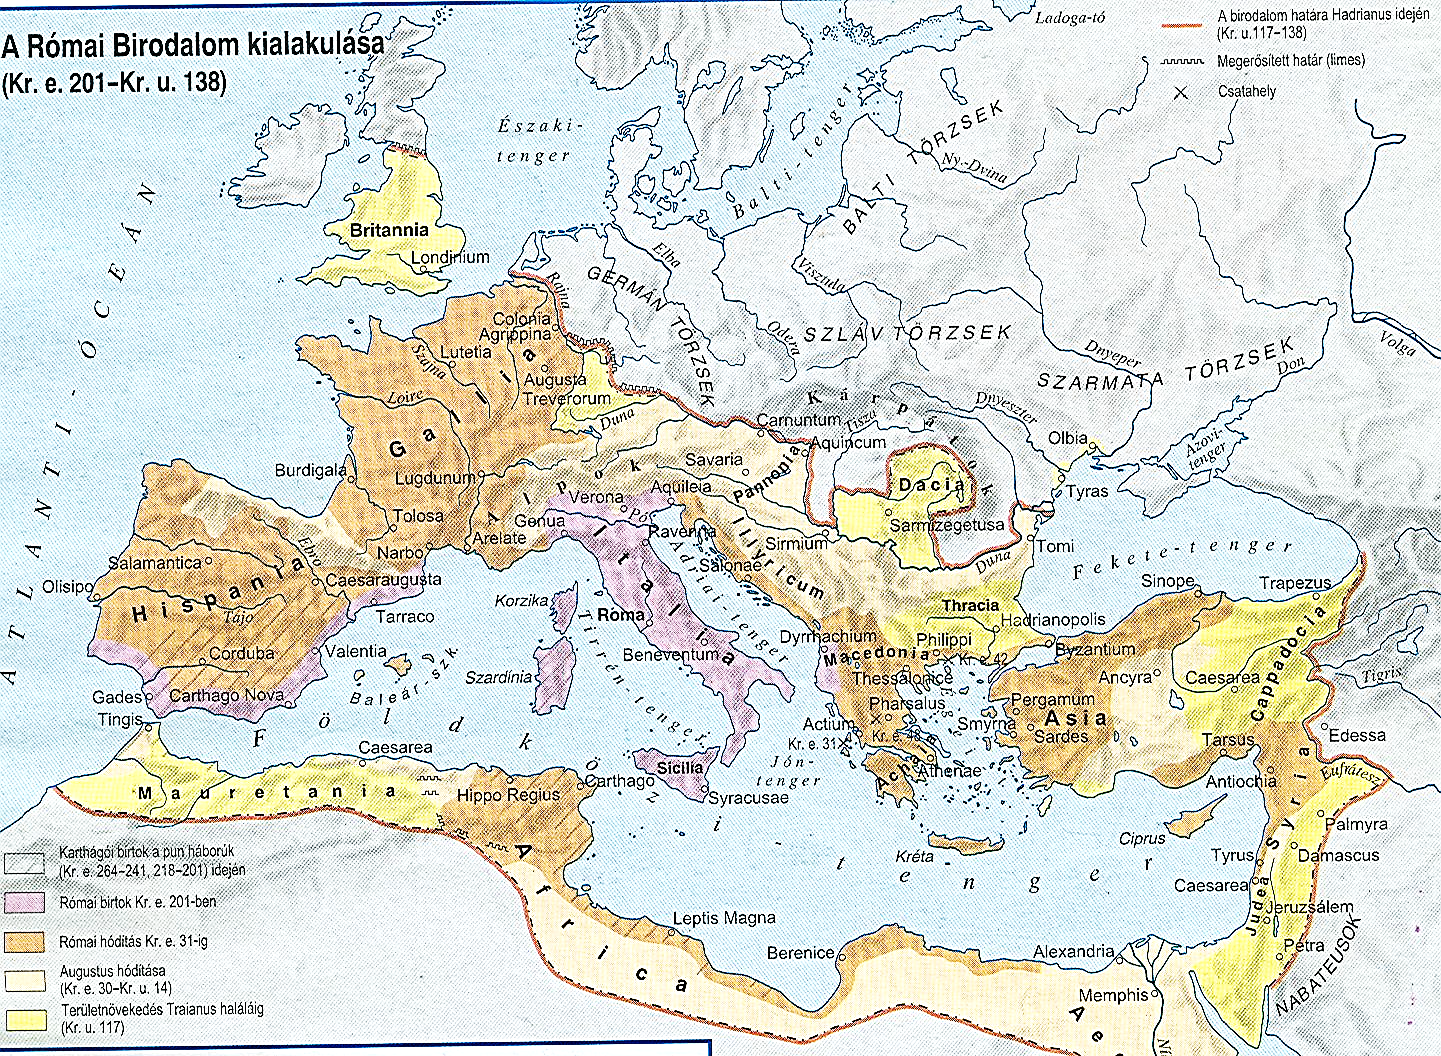 A Római Birodalom kialakulása
(Kr. e. 201–Kr. u. 138)
A birodalom határa Hadrianus idején
(Kr. u.117–138)
Megerősített határ (limes)
Csatahely
Ladoga-tó
Északi-
tenger
Balti-tenger
BALTI TÖRZSEK
Ny.-Dvina
ATLANTI-ÓCEÁN
Britannia
Londinium
Rajna
Elba
GERMÁN TÖRZSEK
Visztula
Odera
SZLÁV TÖRZSEK
Dnyeper
SZARMATA TÖRZSEK
Don
Volga
Colonia
Agrippina
Lutetia
Szajna
Augusta
Treverorum
Loire
Gallia
Duna
Kárpátok
Tisza
Dnyeszter
Carnuntum
Aquincum
Olbia
Azovi-
tenger
Burdigala
Lugdunum
Alpok
Savaria
Pannonia
Dacia
Tyras
Verona
Aquileia
Pó
Tolosa
Genua
Ravenna
Sarmizegetusa
Narbo
Arelate
Illyricum
Sirmium
Duna
Tomi
Fekete-tenger
Salamantica
Ebro
Caesaraugusta
Olisipo
Hispania
Tajo
Tarraco
Korzika
Italia
Róma
Adriai-tenger
Salonae
Thracia
Hadrianopolis
Sinope
Trapezus
Corduba
Valentia
Baleár-szk.
Szardínia
Tirrén-tenger
Beneventum
Dyrrhachium
Macedonia
Philippi
Kr. e. 42
Byzantium
Thessalonice
Ancyra
Caesarea
Cappadocia
Tigris
Gades
Carthago Nova
Tingis
Pharsalus
Kr. e. 48
Actium
Kr. e. 31
Pergamum
Smyrna
Asia
Sardes
Tarsus
Edessa
Földközi-tenger
Caesarea
Sicilia
Jón-
tenger
Achaia
Athenae
Antiochia
Eufrátesz
Mauretania
Hippo Regius
Carthago
Syracusae
Ciprus
Syria
Palmyra
Kréta
Tyrus
Damascus
Caesarea
Judea
Jeruzsálem
Africa
Leptis Magna
Berenice
Alexandria
Petra
NABATEUSOK
Memphis
Karthágói birtok a pun háborúk
(Kr. e. 264–241, 218–201) idején
Római birtok Kr. e. 201-ben
Római hódítás Kr. e. 31-ig
Augustus hódítása
(Kr. e. 30–Kr. u. 14)
Területnövekedés Traianus haláláig
(Kr. u. 117)